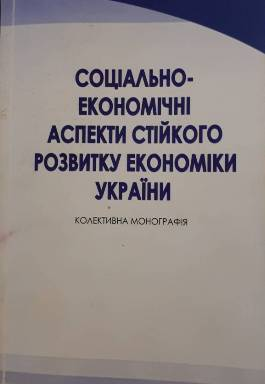 СОЦІАЛЬНО-
ЕКОНОМІЧНІ
АСПЕКТИ СТІЙКОГО
РОЗВИТКУ ЕКОНОМІКИ
УКРАЇНИ
КОЛЕКТИВНА МОНОГРАФІЯ